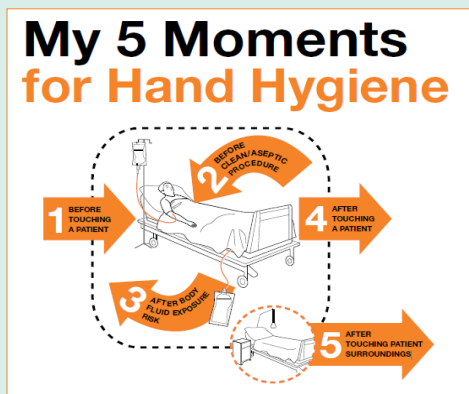 My 5 Moments
for Hand Hygiene
1 BEFORE
TOUCHING
A PATIENT
2 BEFORE
CLEAN/ASEPTIC
PROCEDURE
3 AFTER BODY
FLUID EXPOSURE
RISK
4 AFTER
TOUCHING
A PATIENT
5 AFTER
TOUCHING PATIENT
SURROUNDINGS